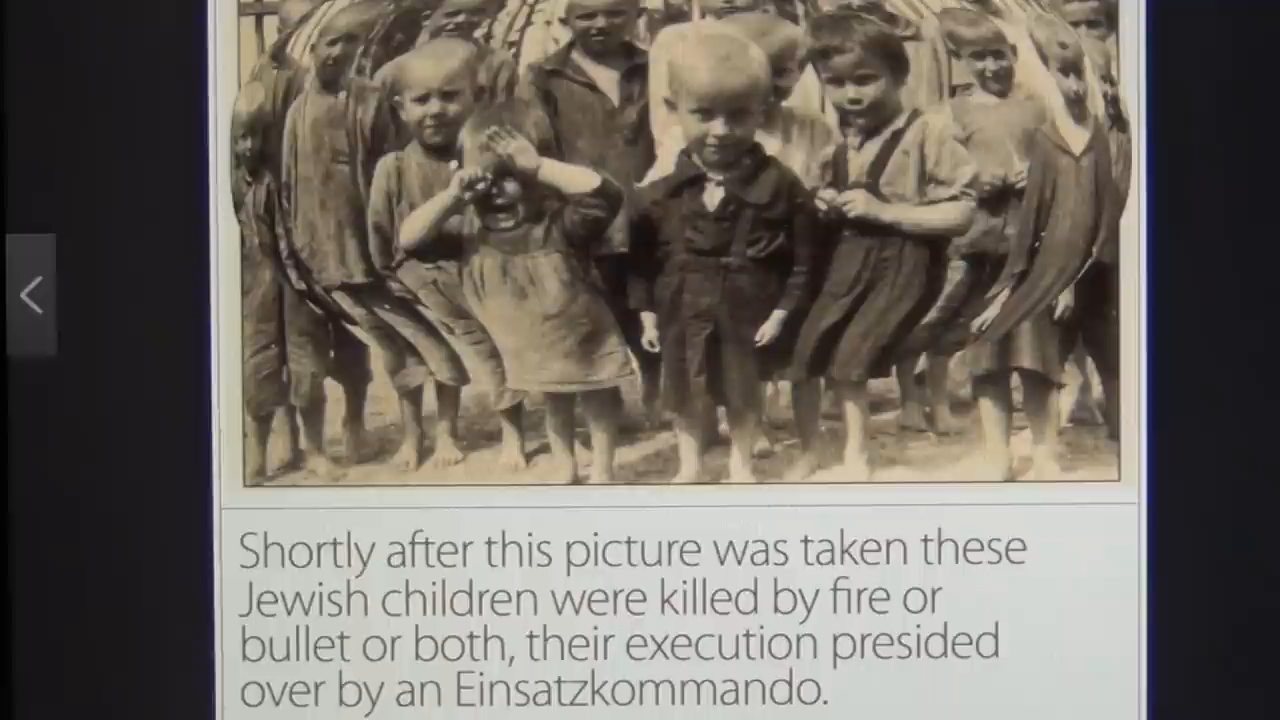 Shortly after this picture was taken these
Jewish children were killed by fire or
bullet or both, their execution presided
over by an Einsatzkommando.